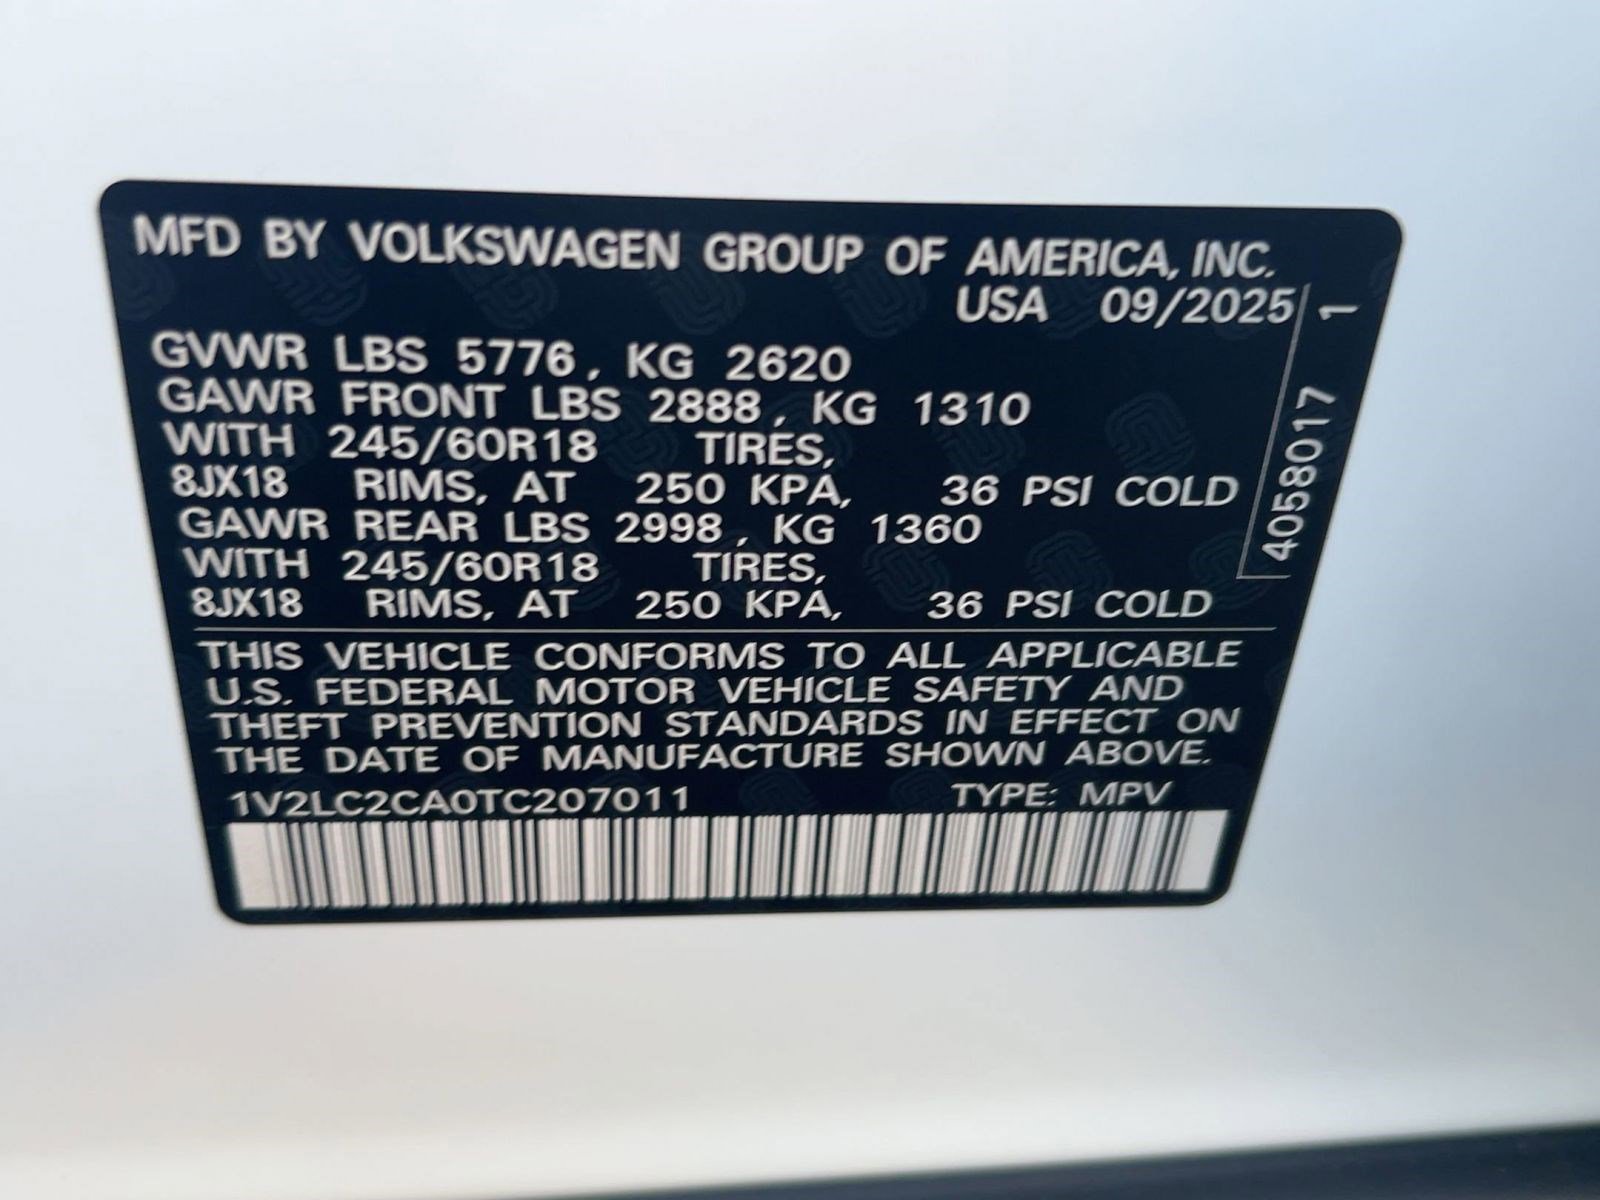 MFD BY VOLKSWAGEN GROUP OF AMERICA, INC.
USA 09/2025
GVWR LBS 5776, KG 2620
GAWR FRONT LBS 2888, KG 1310
WITH 245/60R18 TIRES,
8JX18 RIMS, AT 250 KPA, 36 PSI COLD
GAWR REAR LBS 2998, KG 1360
WITH 245/60R18 TIRES,
8JX18 RIMS, AT 250 KPA, 36 PSI COLD
THIS VEHICLE CONFORMS TO ALL APPLICABLE
U.S. FEDERAL MOTOR VEHICLE SAFETY AND
THEFT PREVENTION STANDARDS IN EFFECT ON
THE DATE OF MANUFACTURE SHOWN ABOVE.
1V2LC2CA0TC207011 TYPE: MPV
4058017 1